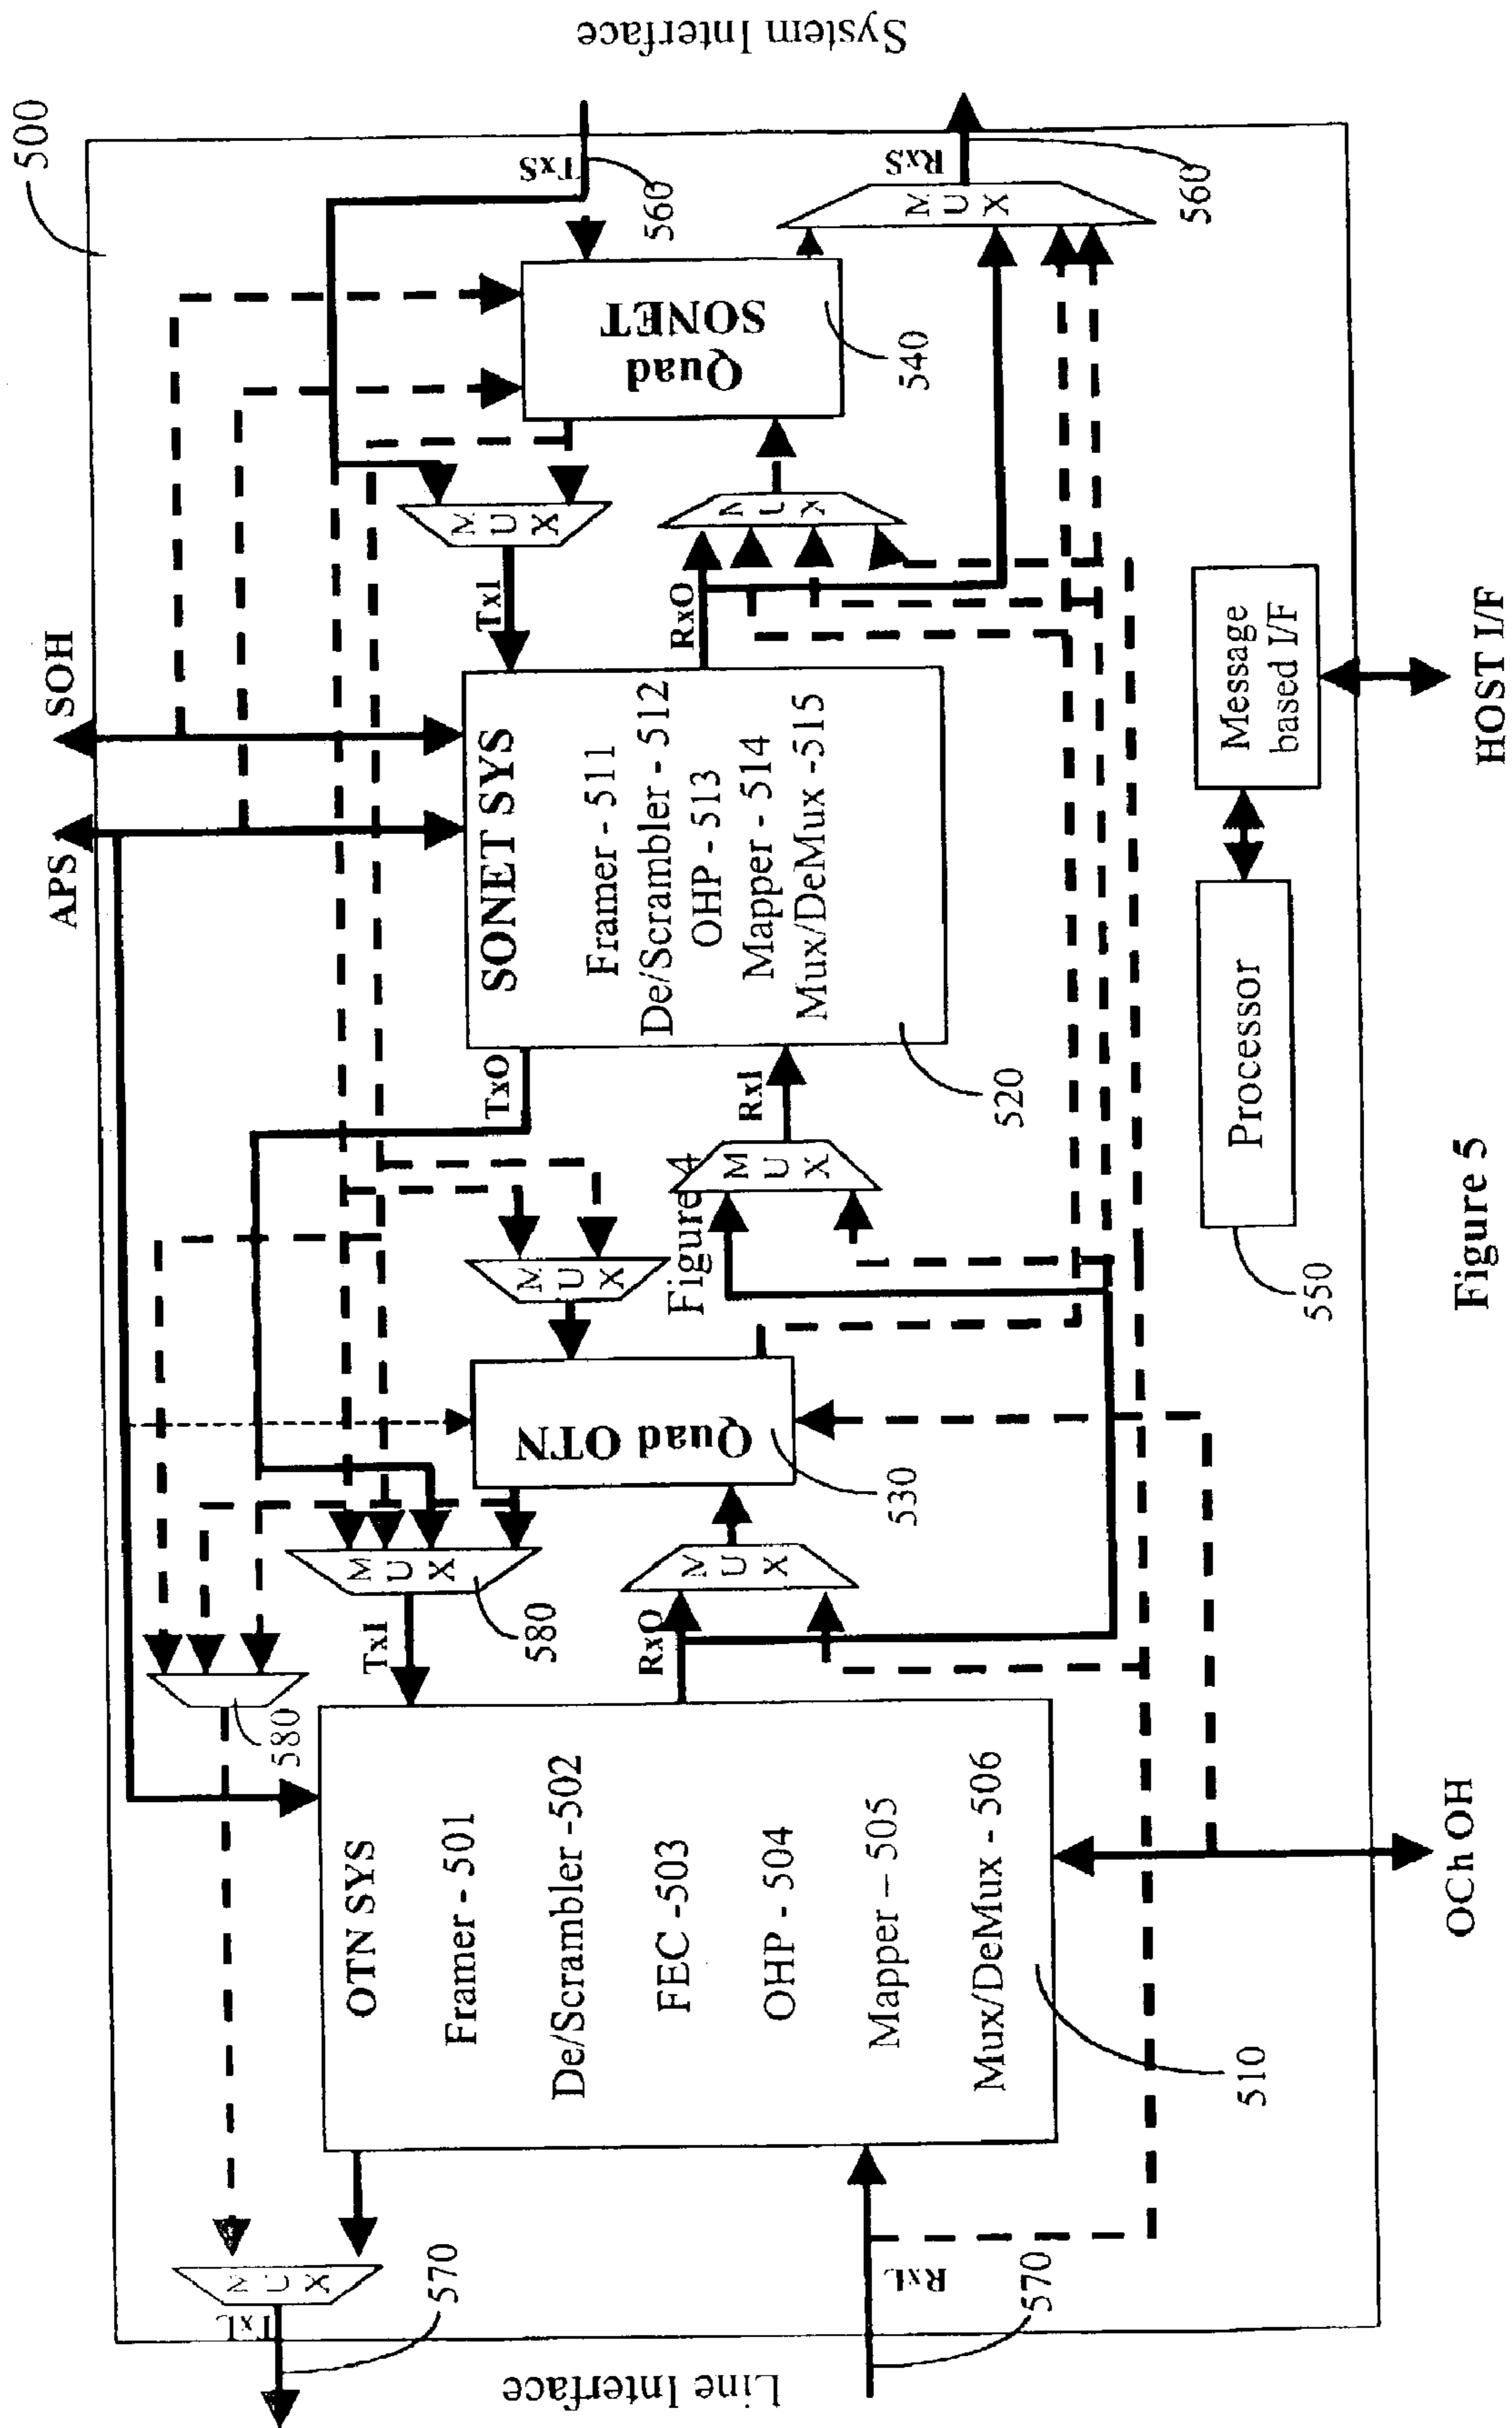 Figure 5
500
Line Interface
System Interface
APS
SOH
OCh OH
HOST I/F
TxL
570
MUX
RxL
570
580
OTN SYS
Framer - 501
De/Scrambler -502
FEC -503
OHP - 504
Mapper – 505
Mux/DeMux - 506
510
TxI
MUX
580
RxO
MUX
Quad OTN
530
MUX
Figure 4
MUX
RxI
TxO
SONET SYS
Framer - 511
De/Scrambler - 512
OHP - 513
Mapper - 514
Mux/DeMux -515
520
TxI
MUX
RxO
MUX
Quad
SONET
540
TxS
560
MUX
RxS
560
Processor
550
Message
based I/F